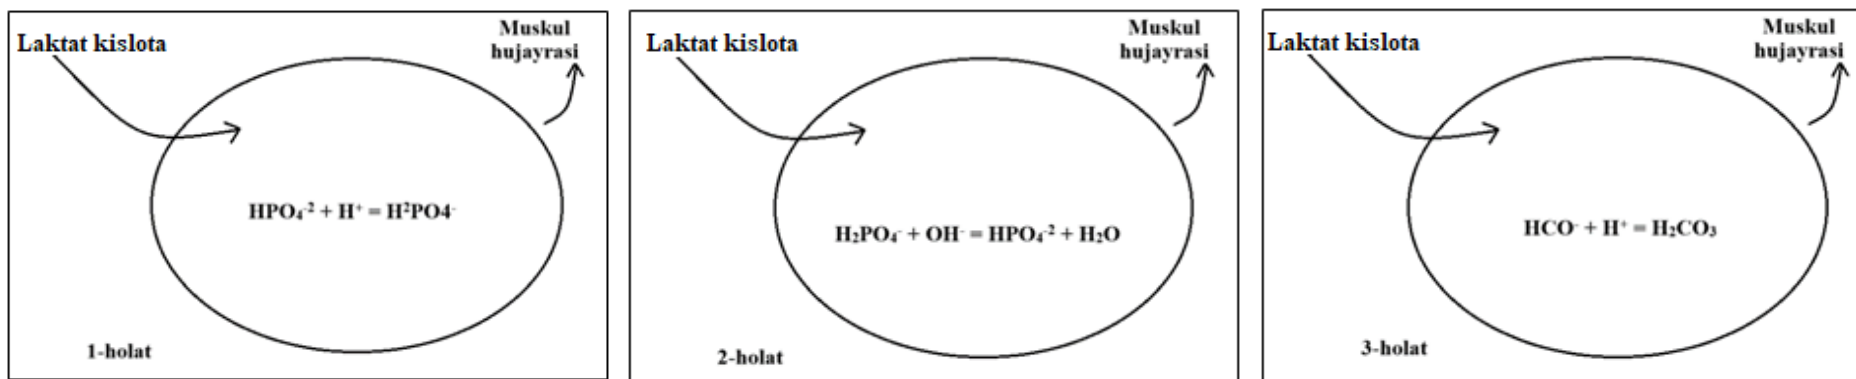 Laktat kislota
Muskul
hujayrasi
HPO₄⁻² + H⁺ = H²PO4⁻
1-holat
Laktat kislota
Muskul
hujayrasi
H₂PO₄⁻ + OH⁻ = HPO₄⁻² + H₂O
2-holat
Laktat kislota
Muskul
hujayrasi
HCO⁻ + H⁺ = H₂CO₃
3-holat